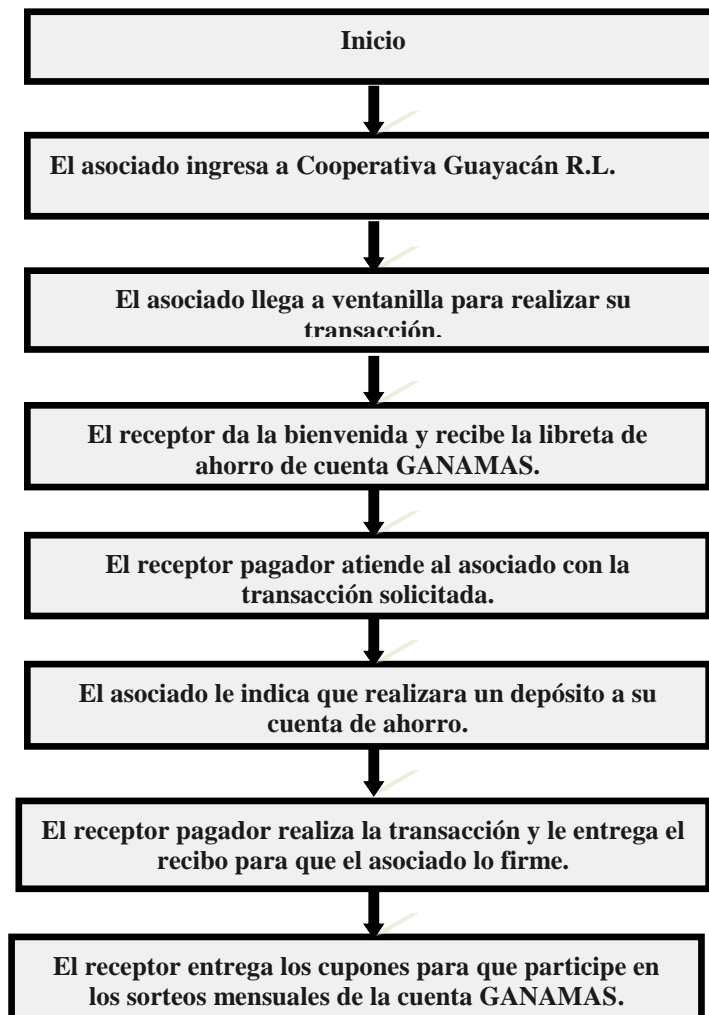 Inicio
El asociado ingresa a Cooperativa Guayacán R.L.
El asociado llega a ventanilla para realizar su
transacción.
El receptor da la bienvenida y recibe la libreta de
ahorro de cuenta GANAMAS.
El receptor pagador atiende al asociado con la
transacción solicitada.
El asociado le indica que realizara un depósito a su
cuenta de ahorro.
El receptor pagador realiza la transacción y le entrega el
recibo para que el asociado lo firme.
El receptor entrega los cupones para que participe en
los sorteos mensuales de la cuenta GANAMAS.